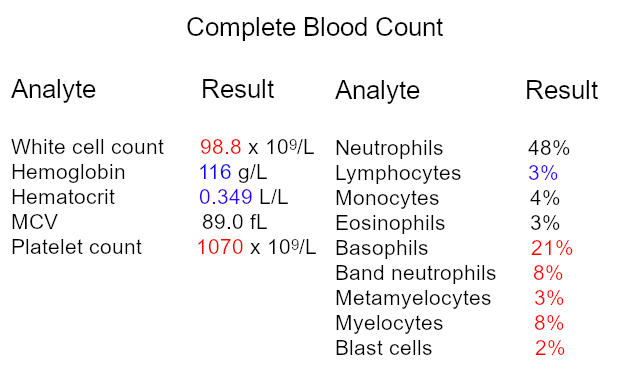 Complete Blood Count
Analyte Result Analyte Result
White cell count 98.8 x 10⁹/L Neutrophils 48%
Hemoglobin 116 g/L Lymphocytes 3%
Hematocrit 0.349 L/L Monocytes 4%
MCV 89.0 fL Eosinophils 3%
Platelet count 1070 x 10⁹/L Basophils 21%
Band neutrophils 8%
Metamyelocytes 3%
Myelocytes 8%
Blast cells 2%